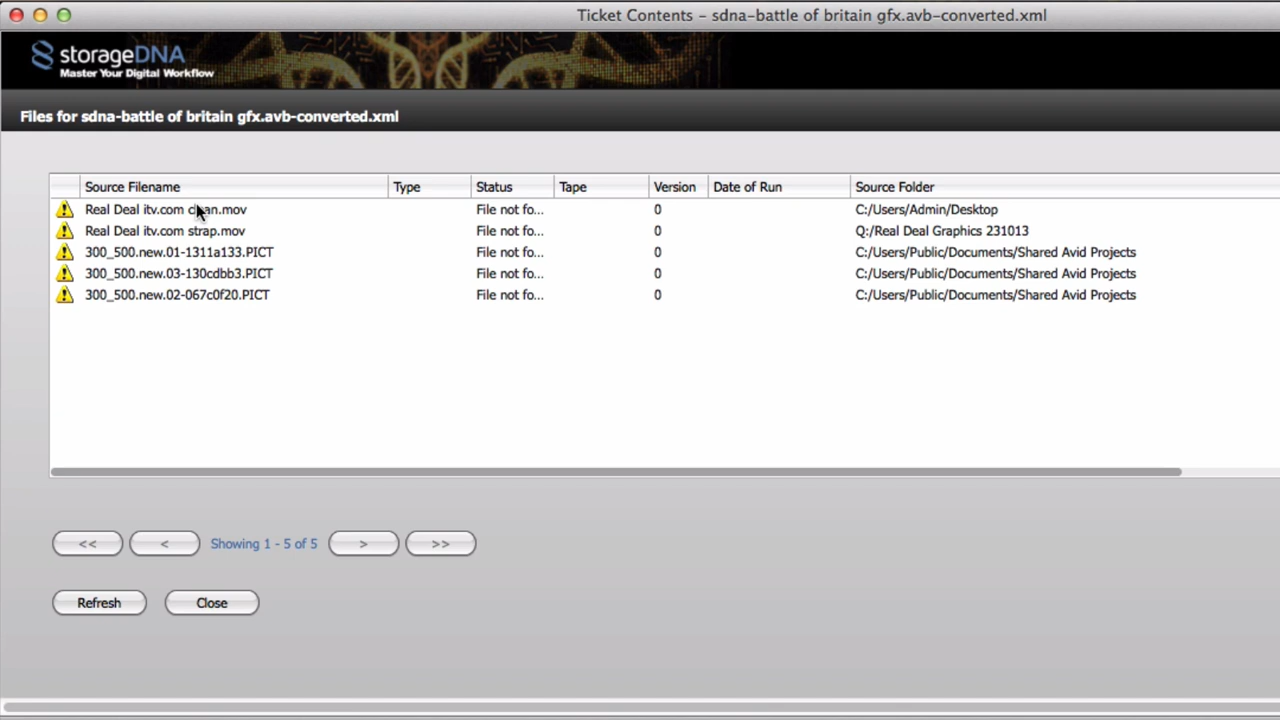 Ticket Contents - sdna-battle of britain gfx.avb-converted.xml
storageDNA
Master Your Digital Workflow
Files for sdna-battle of britain gfx.avb-converted.xml
Source Filename Type Status Tape Version Date of Run Source Folder
Real Deal itv.com clean.mov File not fo... 0 C:/Users/Admin/Desktop
Real Deal itv.com strap.mov File not fo... 0 Q:/Real Deal Graphics 231013
300_500.new.01-1311a133.PICT File not fo... 0 C:/Users/Public/Documents/Shared Avid Projects
300_500.new.03-130cdbb3.PICT File not fo... 0 C:/Users/Public/Documents/Shared Avid Projects
300_500.new.02-067c0f20.PICT File not fo... 0 C:/Users/Public/Documents/Shared Avid Projects
<< < Showing 1 - 5 of 5 > >>
Refresh Close